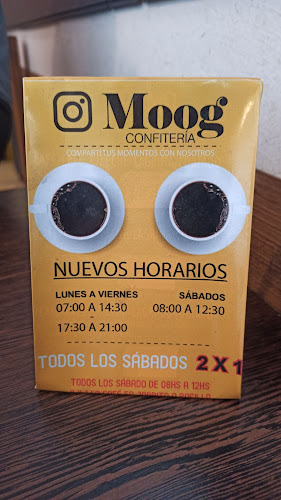 Moog
CONFITERÍA
COMPARTETUS MOMENTOS CON NOSOTROS
NUEVOS HORARIOS
LUNES A VIERNES
07:00 A 14:30
-
17:30 A 21:00
SÁBADOS
08:00 A 12:30
TODOS LOS SÁBADOS 2X1
TODOS LOS SÁBADO DE 08HS A 12HS